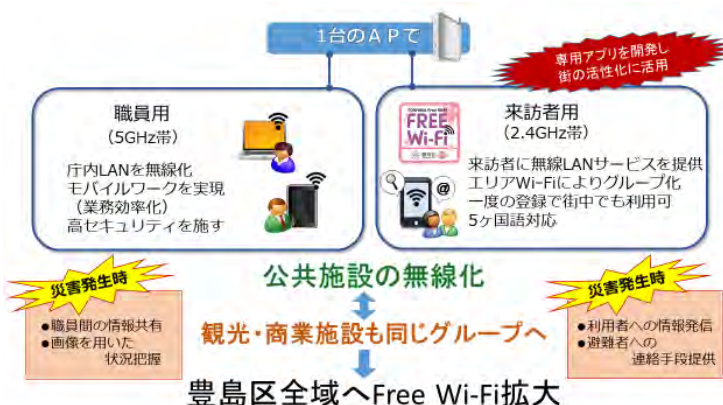 1台のAPで
専用アプリを開発し
街の活性化に活用
職員用
(5GHz帯)
庁内LANを無線化
モバイルワークを実現
(業務効率化)
高セキュリティを施す
FREE
Wi-Fi
来訪者用
(2.4GHz帯)
来訪者に無線LANサービスを提供
エリアWi-Fiによりグループ化
一度の登録で街中でも利用可
5ヶ国語対応
@
災害発生時
●職員間の情報共有
●画像を用いた
状況把握
公共施設の無線化
観光・商業施設も同じグループへ
豊島区全域へFree Wi-Fi拡大
災害発生時
●利用者への情報発信
●避難者への
連絡手段提供